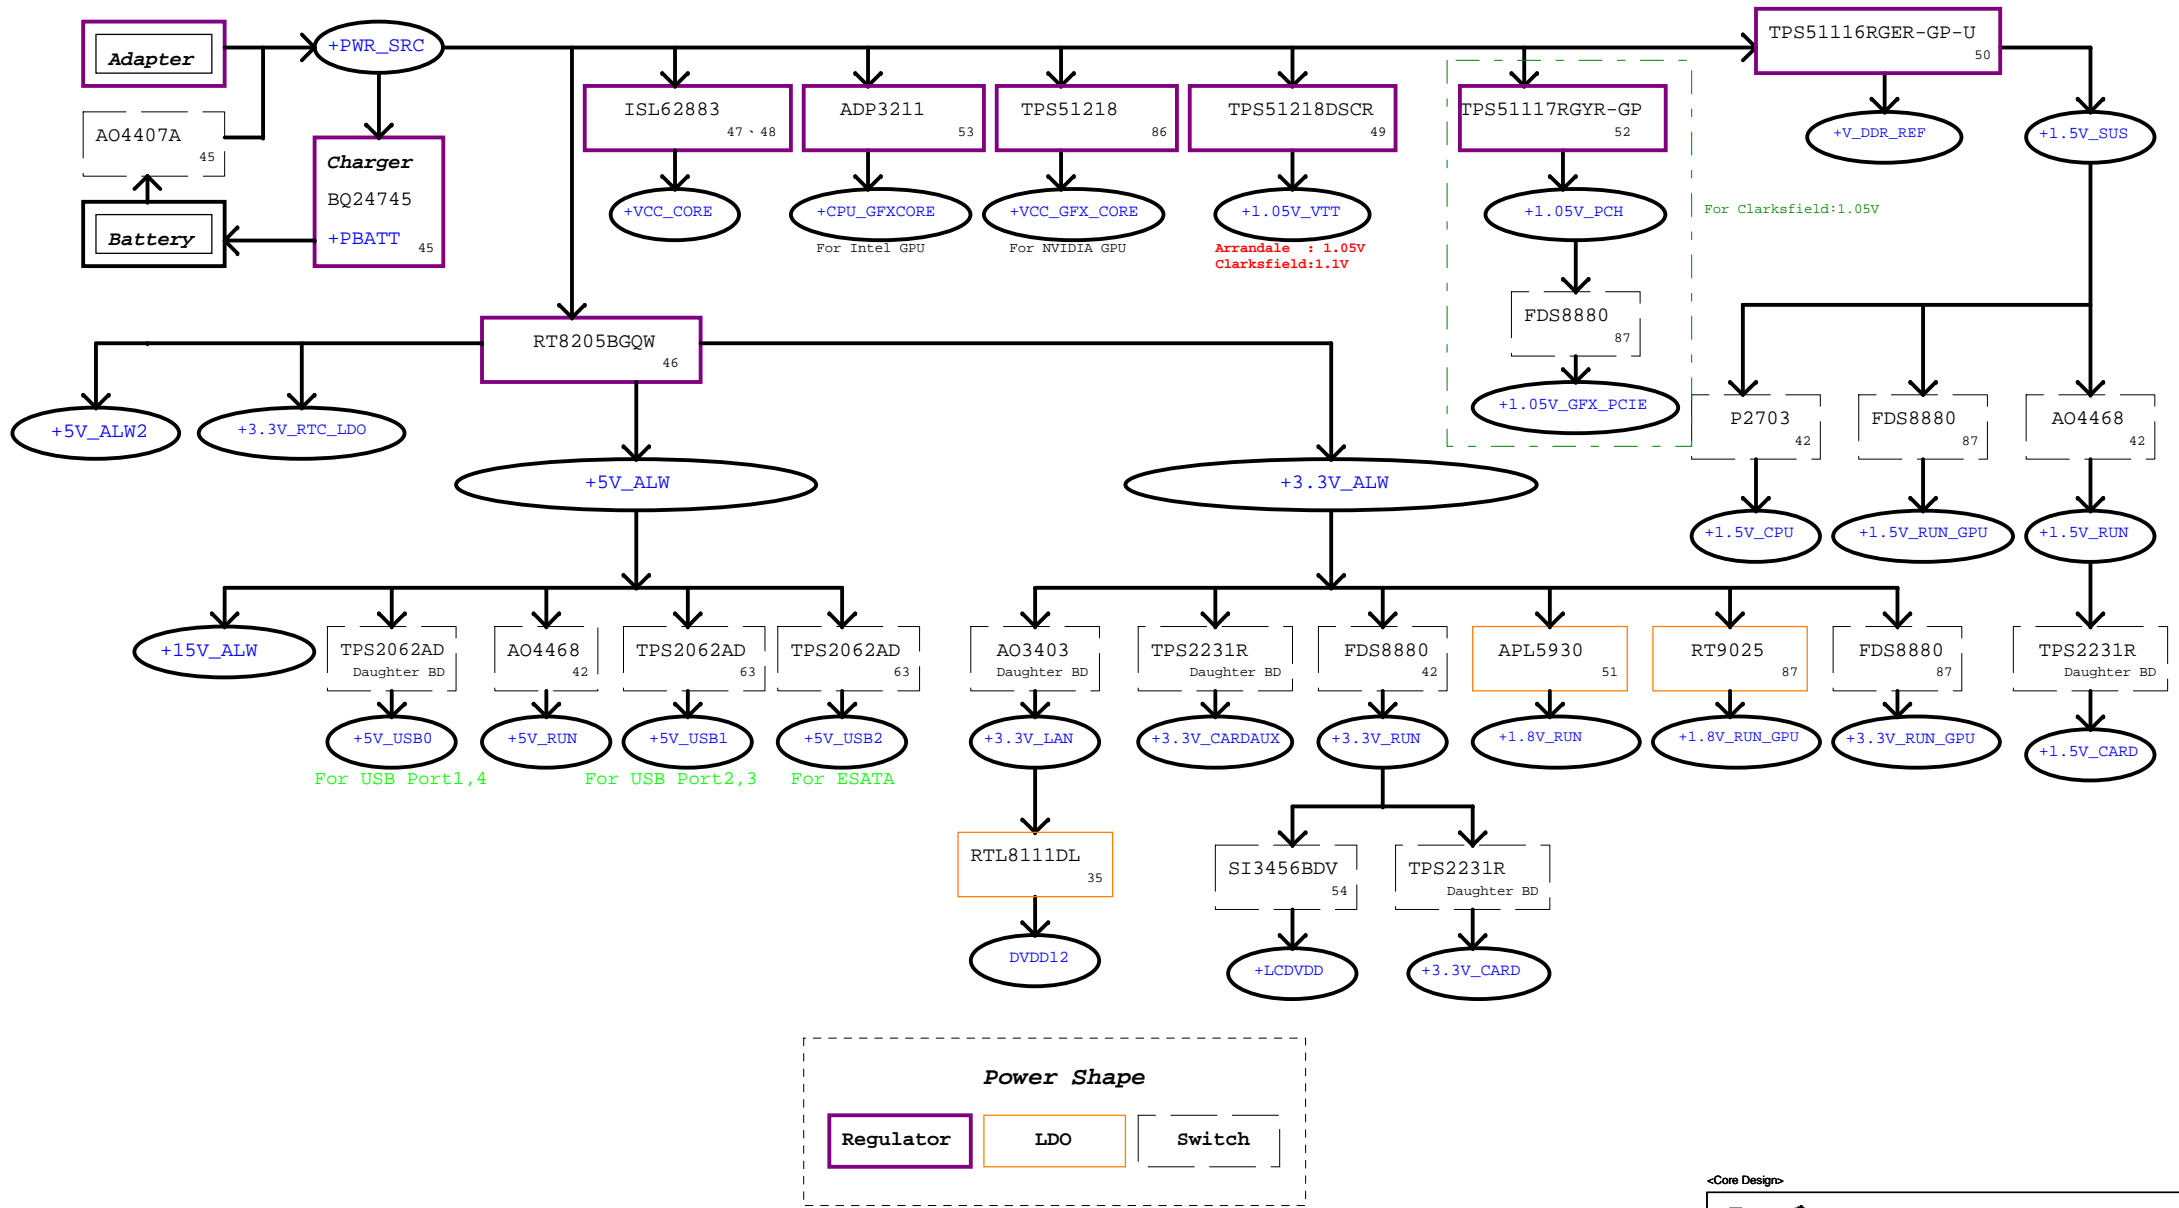 Adapter
+PWR_SRC
TPS51116RGER-GP-U
50
AO4407A
45
Charger
BQ24745
+PBATT
45
Battery
ISL62883
47、48
ADP3211
53
TPS51218
86
TPS51218DSCR
49
TPS51117RGYR-GP
52
+V_DDR_REF
+1.5V_SUS
+VCC_CORE
+CPU_GFXCORE
For Intel GPU
+VCC_GFX_CORE
For NVIDIA GPU
+1.05V_VTT
Arrandale  : 1.05V
Clarksfield:1.1V
+1.05V_PCH
For Clarksfield:1.05V
FDS8880
87
+1.05V_GFX_PCIE
RT8205BGQW
46
+5V_ALW2
+3.3V_RTC_LDO
+5V_ALW
+3.3V_ALW
P2703
42
FDS8880
87
AO4468
42
+1.5V_CPU
+1.5V_RUN_GPU
+1.5V_RUN
+15V_ALW
TPS2062AD
Daughter BD
AO4468
42
TPS2062AD
63
TPS2062AD
63
AO3403
Daughter BD
TPS2231R
Daughter BD
FDS8880
42
APL5930
51
RT9025
87
FDS8880
87
TPS2231R
Daughter BD
+5V_USB0
For USB Port1,4
+5V_RUN
+5V_USB1
For USB Port2,3
+5V_USB2
For ESATA
+3.3V_LAN
+3.3V_CARDAUX
+3.3V_RUN
+1.8V_RUN
+1.8V_RUN_GPU
+3.3V_RUN_GPU
+1.5V_CARD
RTL8111DL
35
SI3456BDV
54
TPS2231R
Daughter BD
DVDD12
+LCDVDD
+3.3V_CARD
Power Shape
Regulator
LDO
Switch
<Core Design>